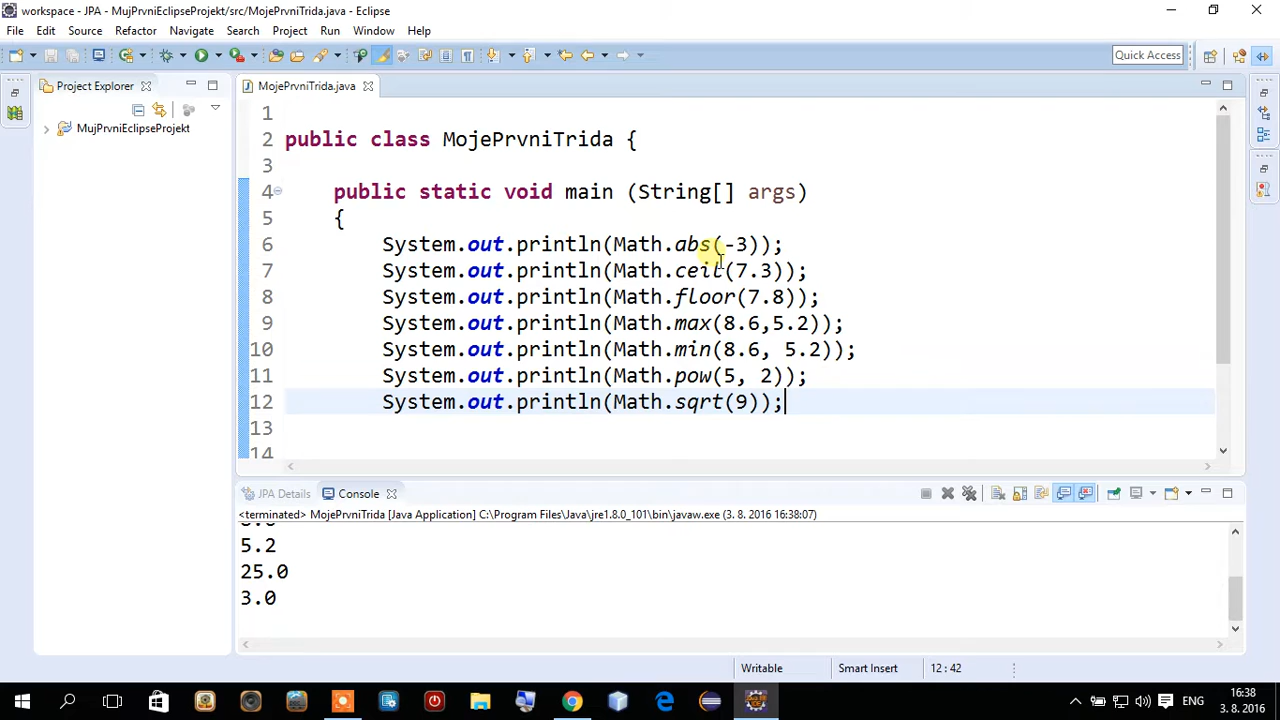 workspace - JPA - MujPrvniEclipseProjekt/src/MojePrvniTrida.java - Eclipse
File Edit Source Refactor Navigate Search Project Run Window Help
Quick Access
Project Explorer
MojePrvniTrida.java
MujPrvniEclipseProjekt
1
2 public class MojePrvniTrida {
3
4 public static void main (String[] args)
5 {
6 System.out.println(Math.abs(-3));
7 System.out.println(Math.ceil(7.3));
8 System.out.println(Math.floor(7.8));
9 System.out.println(Math.max(8.6,5.2));
10 System.out.println(Math.min(8.6, 5.2));
11 System.out.println(Math.pow(5, 2));
12 System.out.println(Math.sqrt(9));
13
14
JPA Details Console
<terminated> MojePrvniTrida [Java Application] C:\Program Files\Java\jre1.8.0_101\bin\javaw.exe (3. 8. 2016 16:38:07)
5.2
25.0
3.0
Writable Smart Insert 12 : 42
ENG
16:38
3. 8. 2016